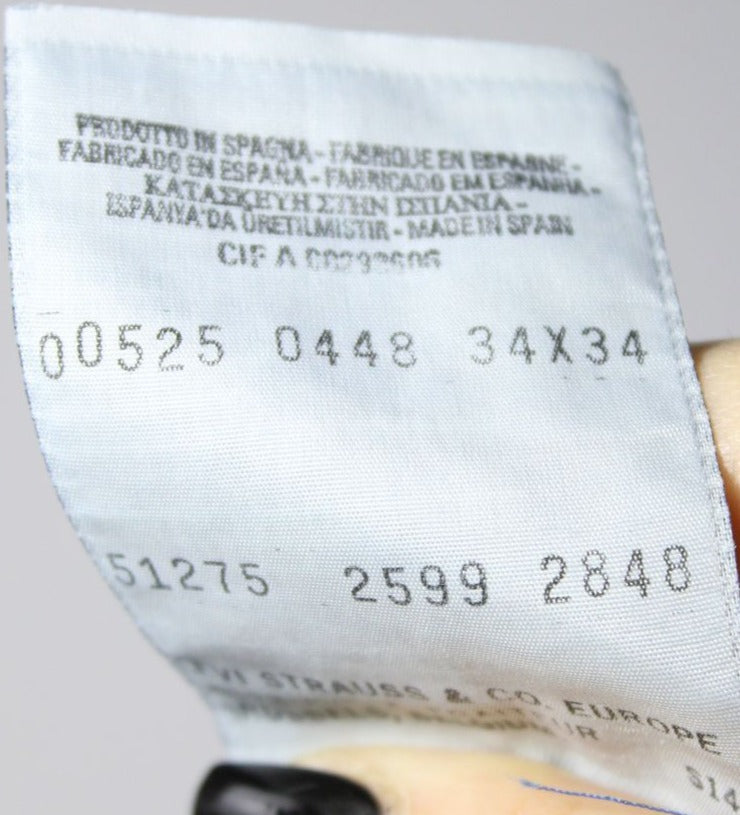 PRODOTTO IN SPAGNA - FABRIQUE EN ESPAGNE -
FABRICADO EN ESPAÑA - FABRICADO EM ESPANHA -
ΚΑΤΑΣΚΕΥΗ ΣΤΗΝ ΙΣΠΑΝΙΑ -
ISPANYA'DA ÜRETILMISTIR - MADE IN SPAIN
CIF A
00525 0448 34X34
51275 2599 2848
STRAUSS & CO. EUROPE